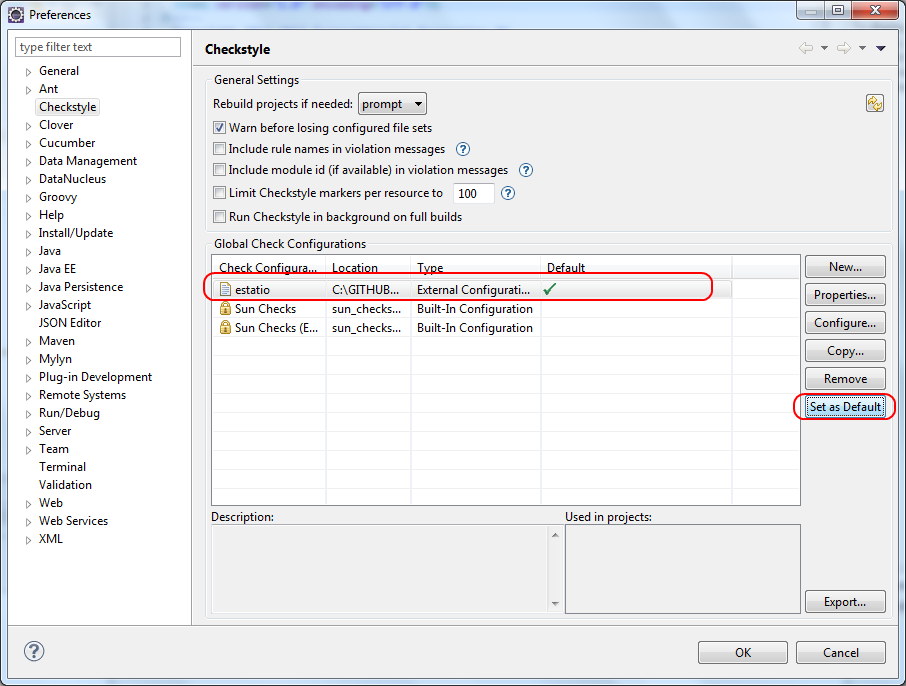 Preferences
type filter text
General
Ant
Checkstyle
Clover
Cucumber
Data Management
DataNucleus
Groovy
Help
Install/Update
Java
Java EE
Java Persistence
JavaScript
JSON Editor
Maven
Mylyn
Plug-in Development
Remote Systems
Run/Debug
Server
Team
Terminal
Validation
Web
Web Services
XML
Checkstyle
General Settings
Rebuild projects if needed: prompt
Warn before losing configured file sets
Include rule names in violation messages ?
Include module id (if available) in violation messages ?
Limit Checkstyle markers per resource to 100 ?
Run Checkstyle in background on full builds
Global Check Configurations
Check Configura... Location Type Default
estatio C:\GITHUB... External Configurati...
Sun Checks sun_checks... Built-In Configuration
Sun Checks (E... sun_checks... Built-In Configuration
New...
Properties...
Configure...
Copy...
Remove
Set as Default
Description: Used in projects:
Export...
? OK Cancel